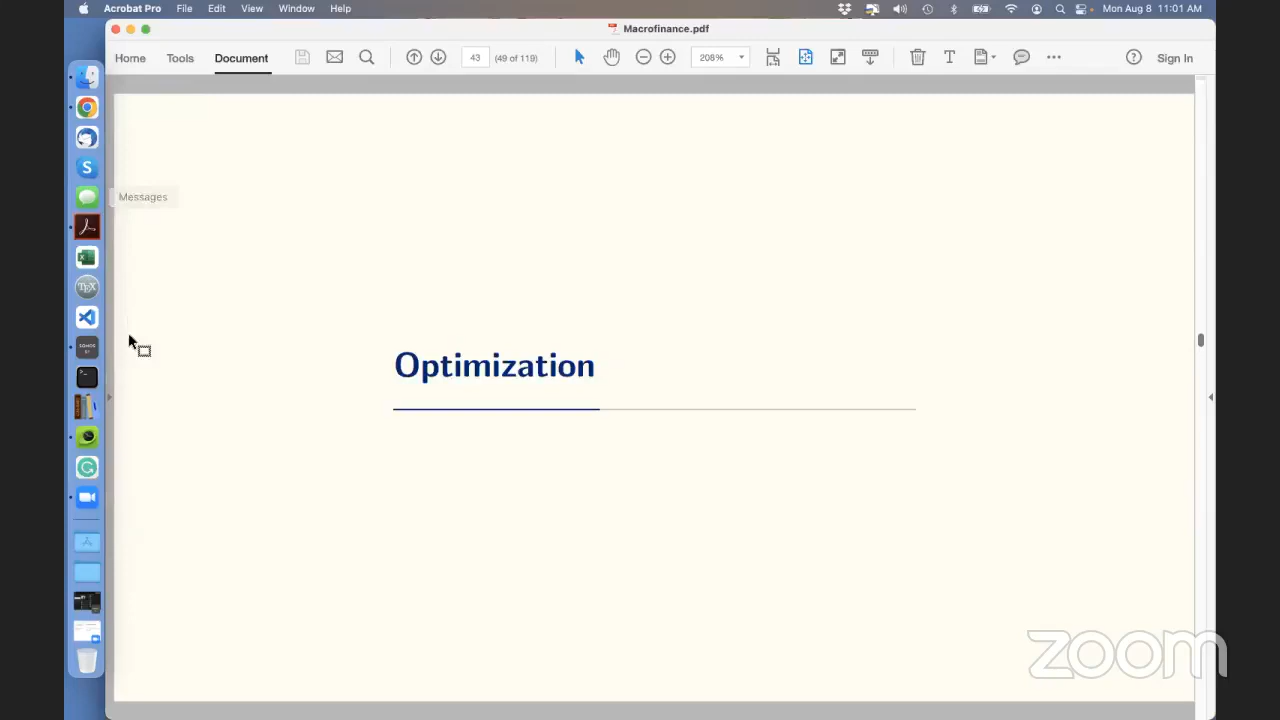 Acrobat Pro File Edit View Window Help Mon Aug 8 11:01 AM
Macrofinance.pdf
Home Tools Document 43 (49 of 119) 208% Sign In
Messages
Optimization
zoom